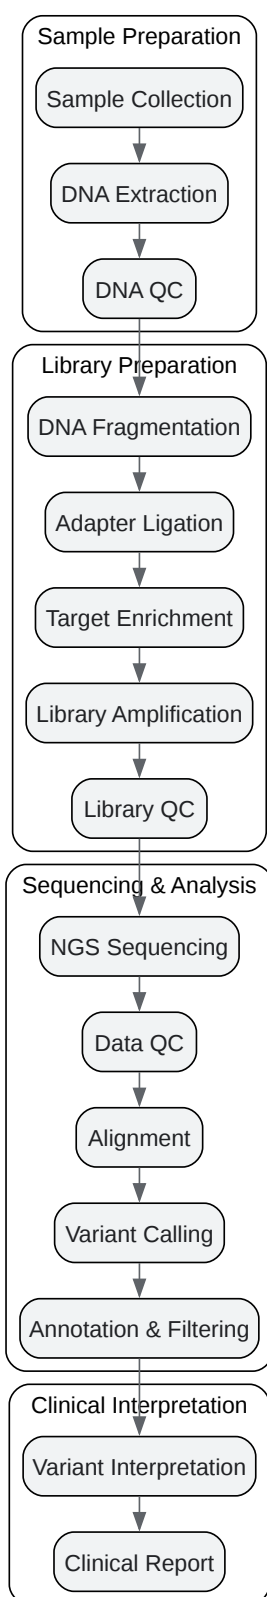 Sample Preparation
Sample Collection
DNA Extraction
DNA QC
Library Preparation
DNA Fragmentation
Adapter Ligation
Target Enrichment
Library Amplification
Library QC
Sequencing & Analysis
NGS Sequencing
Data QC
Alignment
Variant Calling
Annotation & Filtering
Clinical Interpretation
Variant Interpretation
Clinical Report